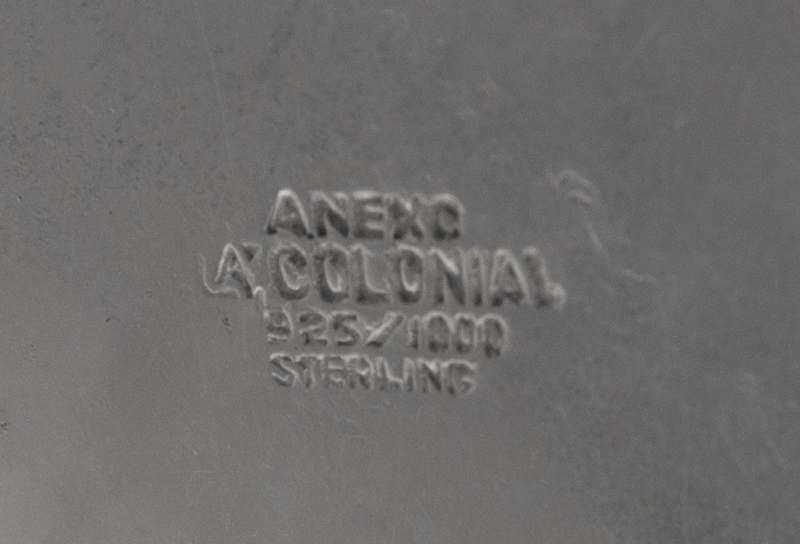 ANEXO
A COLONIAL
925/1000
STERLING